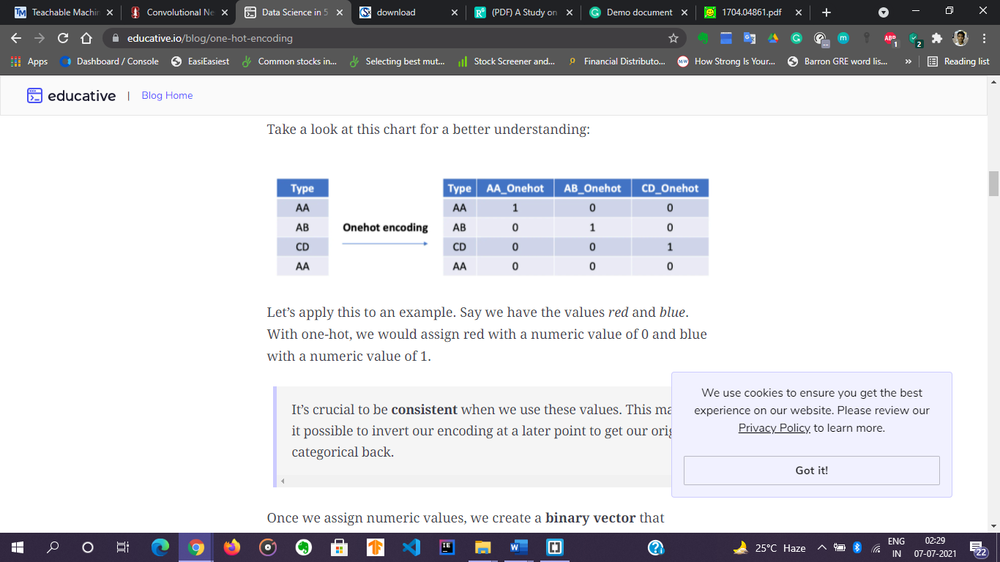 Teachable Machin
Convolutional Ne
Data Science in 5
download
(PDF) A Study on
Demo document
1704.04861.pdf
educative.io/blog/one-hot-encoding
Apps
Dashboard / Console
EasiEasiest
Common stocks in...
Selecting best mut...
Stock Screener and...
Financial Distributo...
How Strong Is Your...
Barron GRE word lis...
»
Reading list
educative | Blog Home
Take a look at this chart for a better understanding:
Type
AA
AB
CD
AA
Onehot encoding
Type AA_Onehot AB_Onehot CD_Onehot
AA 1 0 0
AB 0 1 0
CD 0 0 1
AA 0 0 0
Let’s apply this to an example. Say we have the values red and blue.
With one-hot, we would assign red with a numeric value of 0 and blue
with a numeric value of 1.
It’s crucial to be consistent when we use these values. This ma
it possible to invert our encoding at a later point to get our orig
categorical back.
Once we assign numeric values, we create a binary vector that
We use cookies to ensure you get the best
experience on our website. Please review our
Privacy Policy to learn more.
Got it!
25°C Haze
ENG
IN
02:29
07-07-2021
22